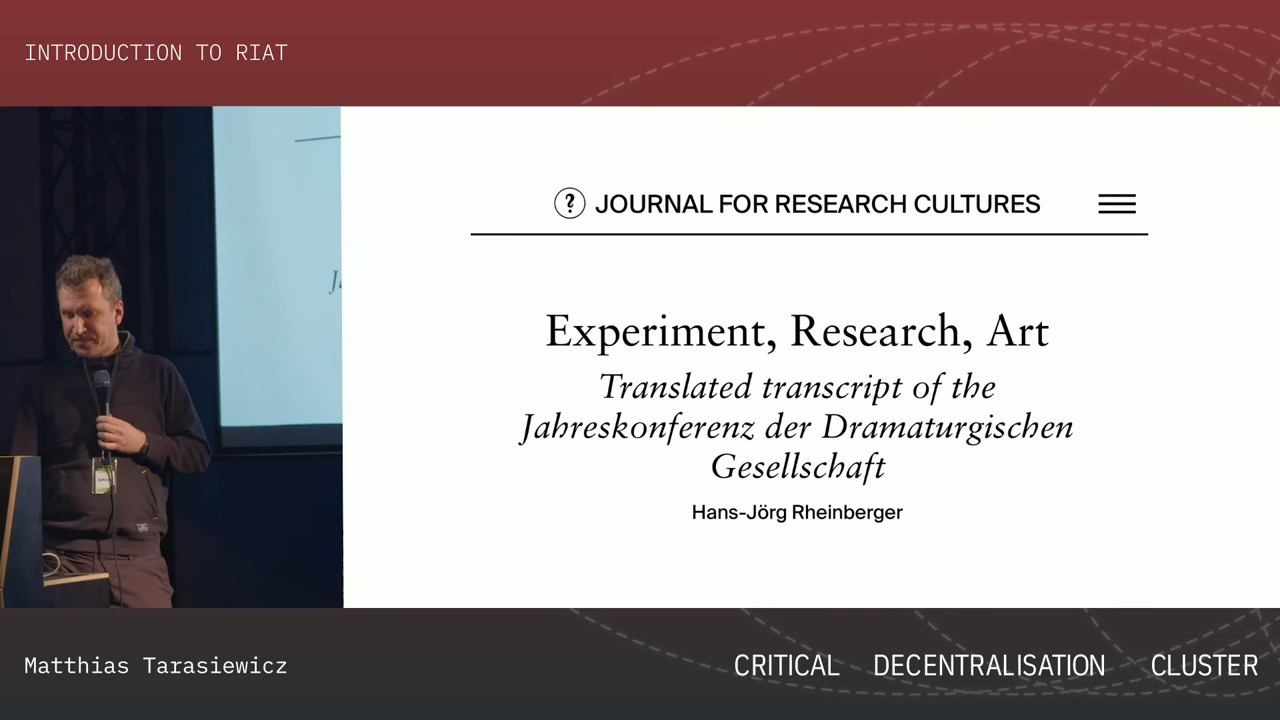 INTRODUCTION TO RIAT
? JOURNAL FOR RESEARCH CULTURES
Experiment, Research, Art
Translated transcript of the
Jahreskonferenz der Dramaturgischen
Gesellschaft
Hans-Jörg Rheinberger
Matthias Tarasiewicz
CRITICAL DECENTRALISATION CLUSTER